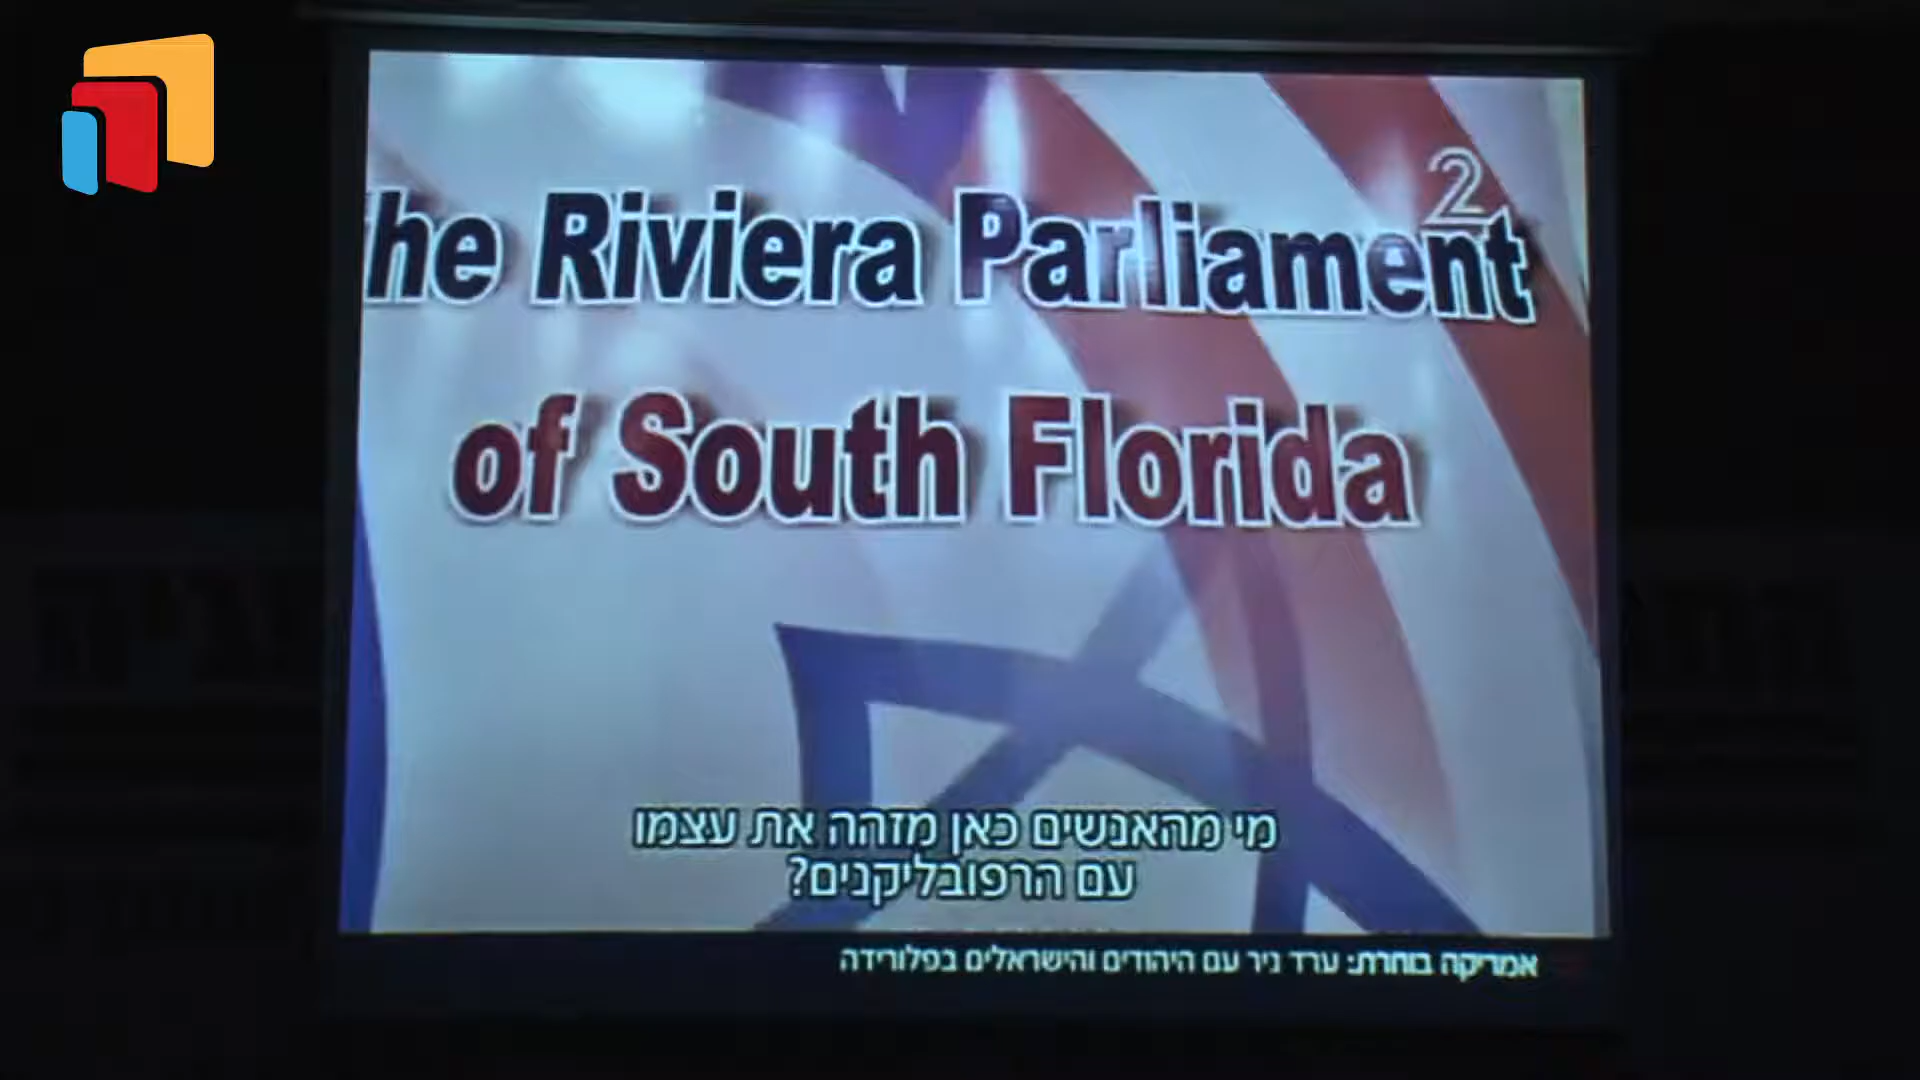 2
he Riviera Parliament
of South Florida
מי מהאנשים כאן מזהה את עצמו
עם הרפובליקנים?
אמריקה בוחרת: ערד ניר עם היהודים והישראלים בפלורידה